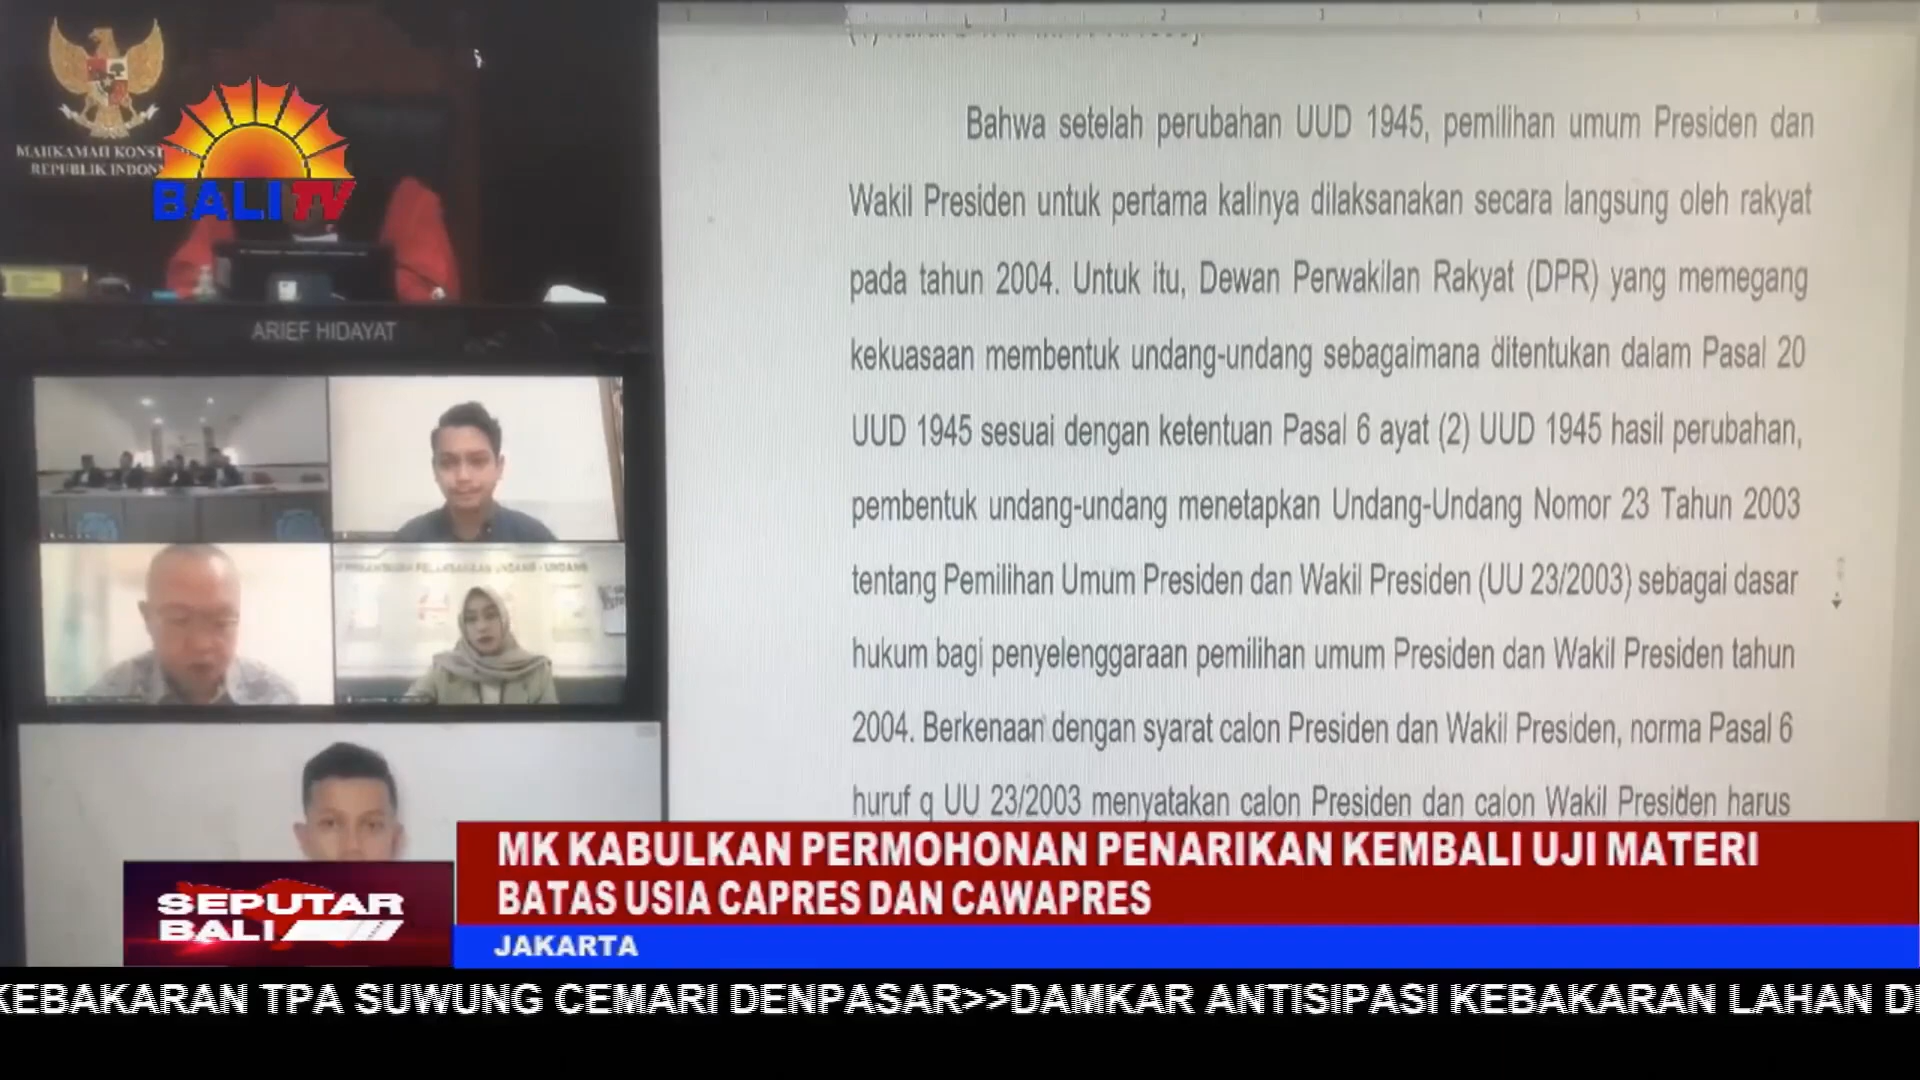 MAHKAMAH KONST
REPUBLIK INDON
BALI TV
ARIEF HIDAYAT
Bahwa setelah perubahan UUD 1945, pemilihan umum Presiden dan
Wakil Presiden untuk pertama kalinya dilaksanakan secara langsung oleh rakyat
pada tahun 2004. Untuk itu, Dewan Perwakilan Rakyat (DPR) yang memegang
kekuasaan membentuk undang-undang sebagaimana ditentukan dalam Pasal 20
UUD 1945 sesuai dengan ketentuan Pasal 6 ayat (2) UUD 1945 hasil perubahan,
pembentuk undang-undang menetapkan Undang-Undang Nomor 23 Tahun 2003
tentang Pemilihan Umum Presiden dan Wakil Presiden (UU 23/2003) sebagai dasar
hukum bagi penyelenggaraan pemilihan umum Presiden dan Wakil Presiden tahun
2004. Berkenaan dengan syarat calon Presiden dan Wakil Presiden, norma Pasal 6
huruf q UU 23/2003 menyatakan calon Presiden dan calon Wakil Presiden harus
MK KABULKAN PERMOHONAN PENARIKAN KEMBALI UJI MATERI
BATAS USIA CAPRES DAN CAWAPRES
SEPUTAR
BALI
JAKARTA
KEBAKARAN TPA SUWUNG CEMARI DENPASAR>>DAMKAR ANTISIPASI KEBAKARAN LAHAN D